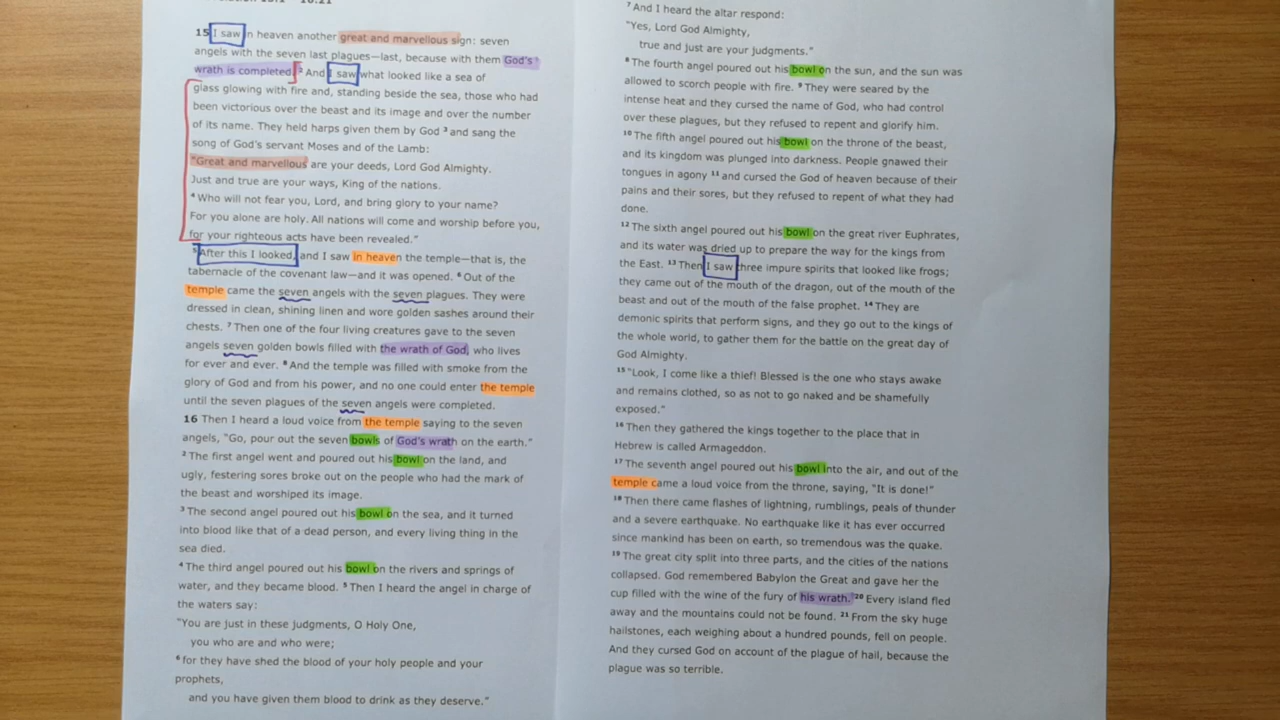 15 I saw in heaven another great and marvellous sign: seven
angels with the seven last plagues—last, because with them God's
wrath is completed. 2 And I saw what looked like a sea of
glass glowing with fire and, standing beside the sea, those who had
been victorious over the beast and its image and over the number
of its name. They held harps given them by God 3 and sang the
song of God's servant Moses and of the Lamb:
"Great and marvellous are your deeds, Lord God Almighty.
Just and true are your ways, King of the nations.
4 Who will not fear you, Lord, and bring glory to your name?
For you alone are holy. All nations will come and worship before you,
for your righteous acts have been revealed."
5 After this I looked, and I saw in heaven the temple—that is, the
tabernacle of the covenant law—and it was opened. 6 Out of the
temple came the seven angels with the seven plagues. They were
dressed in clean, shining linen and wore golden sashes around their
chests. 7 Then one of the four living creatures gave to the seven
angels seven golden bowls filled with the wrath of God, who lives
for ever and ever. 8 And the temple was filled with smoke from the
glory of God and from his power, and no one could enter the temple
until the seven plagues of the seven angels were completed.
16 Then I heard a loud voice from the temple saying to the seven
angels, "Go, pour out the seven bowls of God's wrath on the earth."
2 The first angel went and poured out his bowl on the land, and
ugly, festering sores broke out on the people who had the mark of
the beast and worshiped its image.
3 The second angel poured out his bowl on the sea, and it turned
into blood like that of a dead person, and every living thing in the
sea died.
4 The third angel poured out his bowl on the rivers and springs of
water, and they became blood. 5 Then I heard the angel in charge of
the waters say:
"You are just in these judgments, O Holy One,
you who are and who were;
6 for they have shed the blood of your holy people and your
prophets,
and you have given them blood to drink as they deserve."
7 And I heard the altar respond:
"Yes, Lord God Almighty,
true and just are your judgments."
8 The fourth angel poured out his bowl on the sun, and the sun was
allowed to scorch people with fire. 9 They were seared by the
intense heat and they cursed the name of God, who had control
over these plagues, but they refused to repent and glorify him.
10 The fifth angel poured out his bowl on the throne of the beast,
and its kingdom was plunged into darkness. People gnawed their
tongues in agony 11 and cursed the God of heaven because of their
pains and their sores, but they refused to repent of what they had
done.
12 The sixth angel poured out his bowl on the great river Euphrates,
and its water was dried up to prepare the way for the kings from
the East. 13 Then I saw three impure spirits that looked like frogs;
they came out of the mouth of the dragon, out of the mouth of the
beast and out of the mouth of the false prophet. 14 They are
demonic spirits that perform signs, and they go out to the kings of
the whole world, to gather them for the battle on the great day of
God Almighty.
15 "Look, I come like a thief! Blessed is the one who stays awake
and remains clothed, so as not to go naked and be shamefully
exposed."
16 Then they gathered the kings together to the place that in
Hebrew is called Armageddon.
17 The seventh angel poured out his bowl into the air, and out of the
temple came a loud voice from the throne, saying, "It is done!"
18 Then there came flashes of lightning, rumblings, peals of thunder
and a severe earthquake. No earthquake like it has ever occurred
since mankind has been on earth, so tremendous was the quake.
19 The great city split into three parts, and the cities of the nations
collapsed. God remembered Babylon the Great and gave her the
cup filled with the wine of the fury of his wrath. 20 Every island fled
away and the mountains could not be found. 21 From the sky huge
hailstones, each weighing about a hundred pounds, fell on people.
And they cursed God on account of the plague of hail, because the
plague was so terrible.